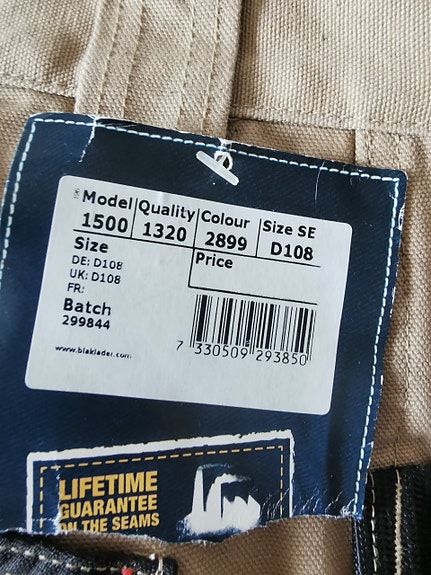 Model Quality Colour Size SE
1500 1320 2899 D108
Size Price
DE: D108
UK: D108
FR:
Batch
299844
www.blaklader.com
7 330509 293850
LIFETIME
GUARANTEE
ON THE SEAMS